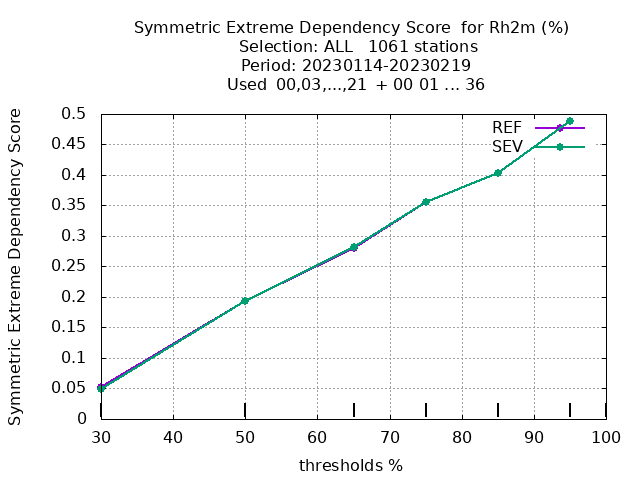 Symmetric Extreme Dependency Score  for Rh2m (%)
Selection: ALL   1061 stations
Period: 20230114-20230219
Used  00,03,...,21  + 00 01 ... 36
Symmetric Extreme Dependency Score
0.5
0.45
0.4
0.35
0.3
0.25
0.2
0.15
0.1
0.05
0
REF
SEV
30 40 50 60 70 80 90 100
thresholds %